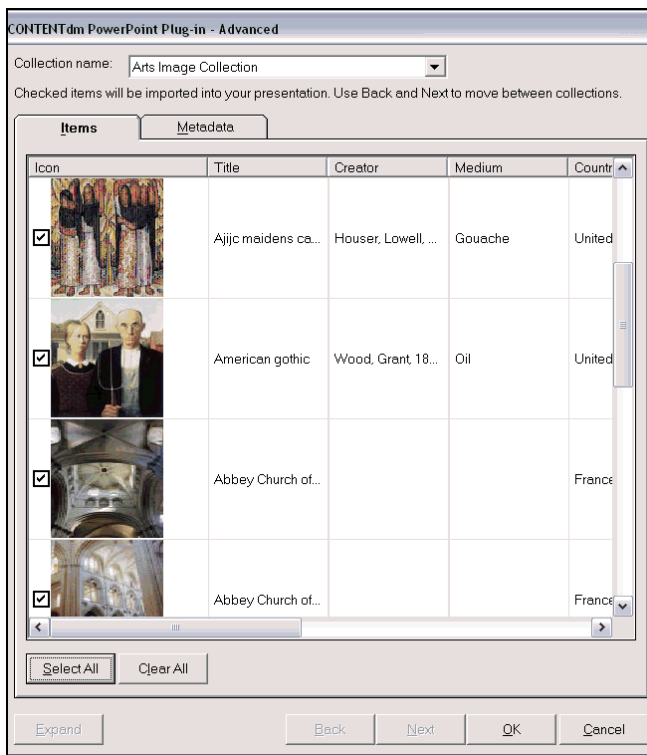 CONTENTdm PowerPoint Plug-in - Advanced
Collection name: Arts Image Collection
Checked items will be imported into your presentation. Use Back and Next to move between collections.
Items Metadata
Icon Title Creator Medium Countr
Ajijc maidens ca... Houser, Lowell, ... Gouache United
American gothic Wood, Grant, 18... Oil United
Abbey Church of... France
Abbey Church of... France
Select All Clear All
Expand Back Next OK Cancel